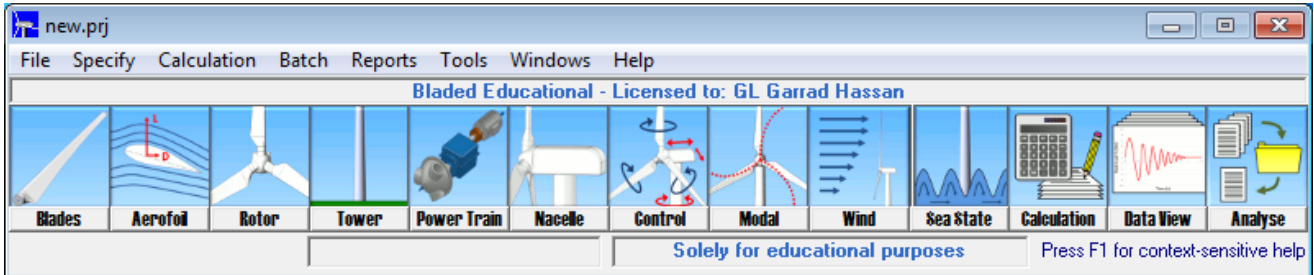 new.prj
File Specify Calculation Batch Reports Tools Windows Help
Bladed Educational - Licensed to: GL Garrad Hassan
L
D
Blades Aerofoil Rotor Tower Power Train Nacelle Control Modal Wind Sea State Calculation Data View Analyse
Solely for educational purposes Press F1 for context-sensitive help